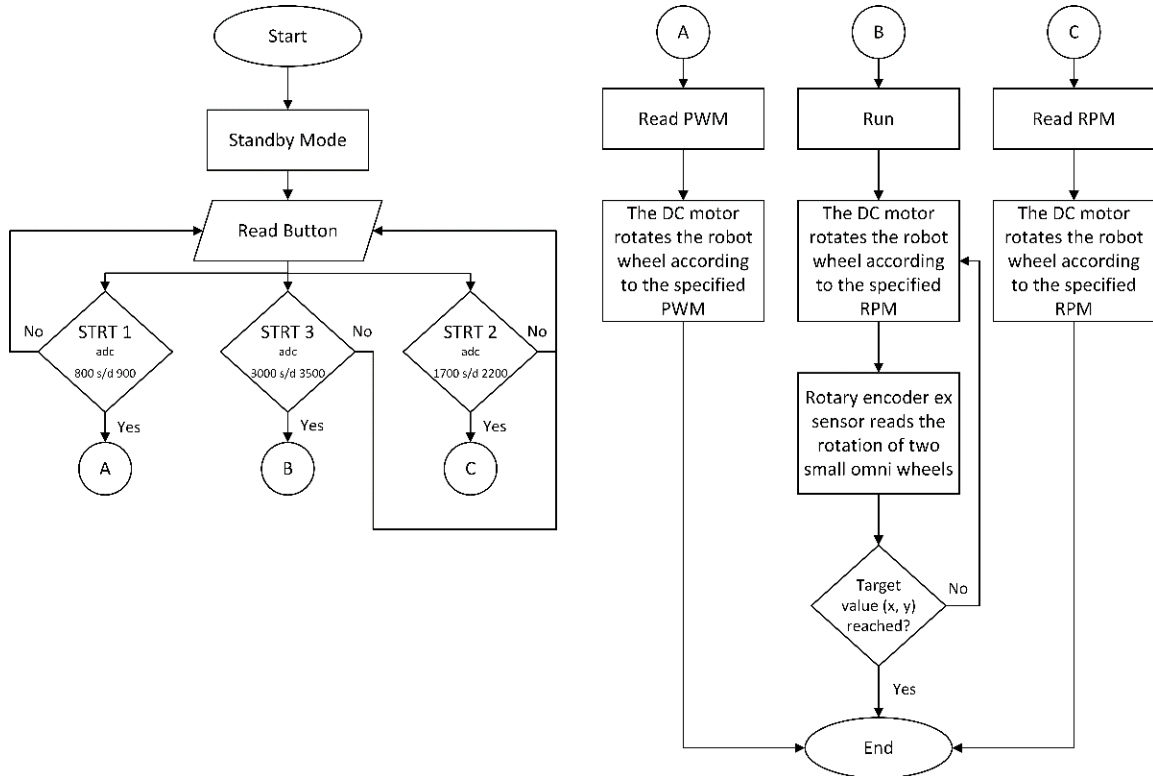 Start
Standby Mode
Read Button
No
STRT 1
adc
800 s/d 900
Yes
A
STRT 3
adc
3000 s/d 3500
No
Yes
B
STRT 2
adc
1700 s/d 2200
No
Yes
C
A
Read PWM
The DC motor
rotates the robot
wheel according
to the specified
PWM
B
Run
The DC motor
rotates the robot
wheel according
to the specified
RPM
Rotary encoder ex
sensor reads the
rotation of two
small omni wheels
Target
value (x, y)
reached?
No
Yes
End
C
Read RPM
The DC motor
rotates the robot
wheel according
to the specified
RPM